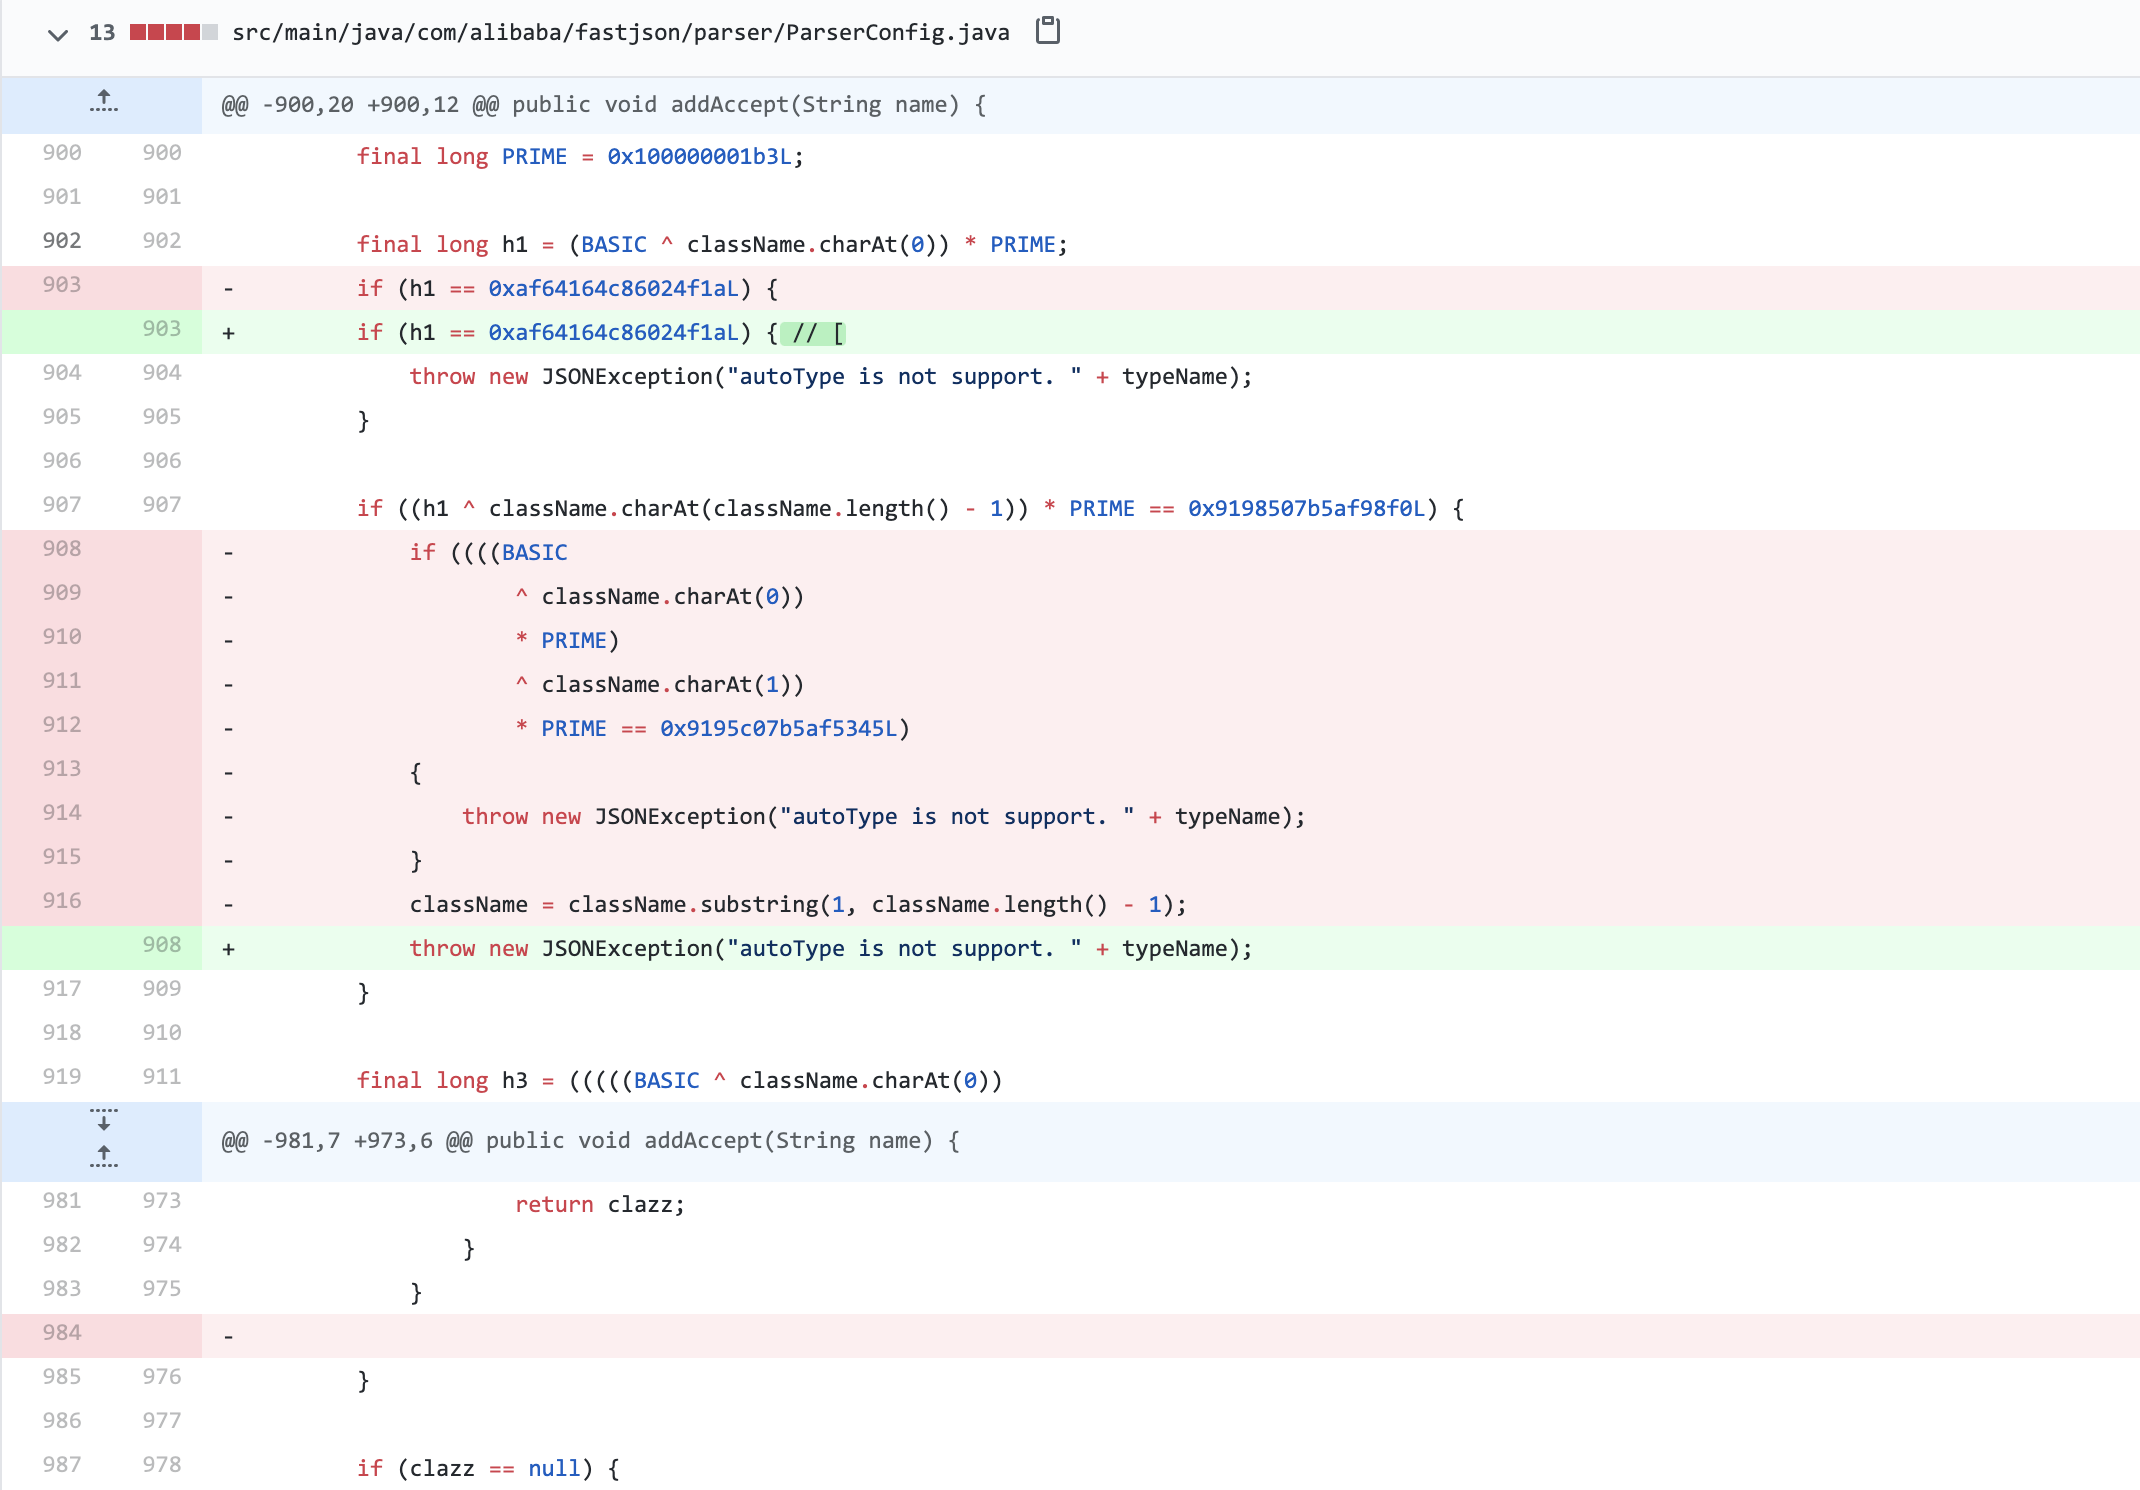 13 src/main/java/com/alibaba/fastjson/parser/ParserConfig.java
@@ -900,20 +900,12 @@ public void addAccept(String name) {
900 900 final long PRIME = 0x100000001b3L;
901 901
902 902 final long h1 = (BASIC ^ className.charAt(0)) * PRIME;
903 - if (h1 == 0xaf64164c86024f1aL) {
903 + if (h1 == 0xaf64164c86024f1aL) { // [
904 904 throw new JSONException("autoType is not support. " + typeName);
905 905 }
906 906
907 907 if ((h1 ^ className.charAt(className.length() - 1)) * PRIME == 0x9198507b5af98f0L) {
908 - if ((((BASIC
909 - ^ className.charAt(0))
910 - * PRIME)
911 - ^ className.charAt(1))
912 - * PRIME == 0x9195c07b5af5345L)
913 - {
914 - throw new JSONException("autoType is not support. " + typeName);
915 - }
916 - className = className.substring(1, className.length() - 1);
908 + throw new JSONException("autoType is not support. " + typeName);
917 909 }
918 910
919 911 final long h3 = (((((BASIC ^ className.charAt(0))
@@ -981,7 +973,6 @@ public void addAccept(String name) {
981 973 return clazz;
982 974 }
983 975 }
984 -
985 976 }
986 977
987 978 if (clazz == null) {